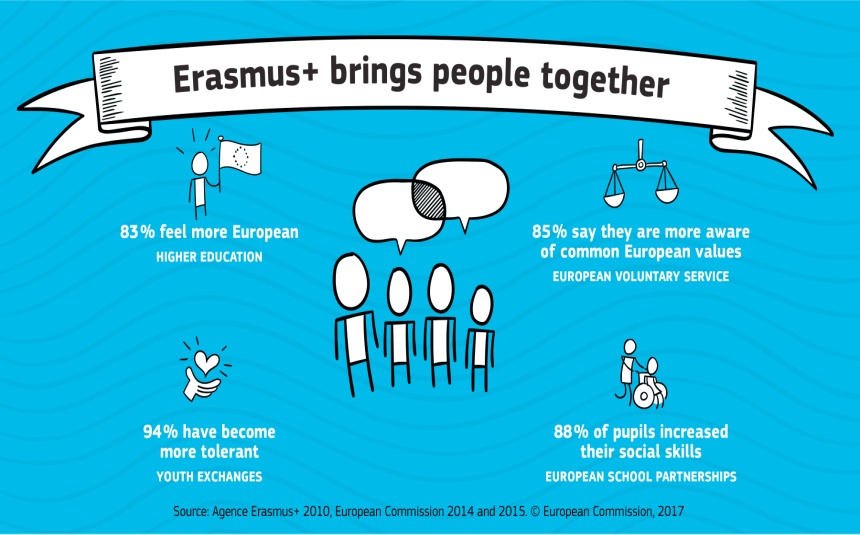 Erasmus+ brings people together
83% feel more European
HIGHER EDUCATION
85% say they are more aware
of common European values
EUROPEAN VOLUNTARY SERVICE
94% have become
more tolerant
YOUTH EXCHANGES
88% of pupils increased
their social skills
EUROPEAN SCHOOL PARTNERSHIPS
Source: Agence Erasmus+ 2010, European Commission 2014 and 2015. © European Commission, 2017